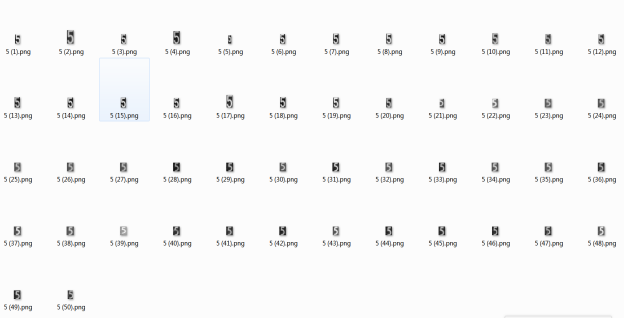 5 (1).png 5 (2).png 5 (3).png 5 (4).png 5 (5).png 5 (6).png 5 (7).png 5 (8).png 5 (9).png 5 (10).png 5 (11).png 5 (12).png
5 (13).png 5 (14).png 5 (15).png 5 (16).png 5 (17).png 5 (18).png 5 (19).png 5 (20).png 5 (21).png 5 (22).png 5 (23).png 5 (24).png
5 (25).png 5 (26).png 5 (27).png 5 (28).png 5 (29).png 5 (30).png 5 (31).png 5 (32).png 5 (33).png 5 (34).png 5 (35).png 5 (36).png
5 (37).png 5 (38).png 5 (39).png 5 (40).png 5 (41).png 5 (42).png 5 (43).png 5 (44).png 5 (45).png 5 (46).png 5 (47).png 5 (48).png
5 (49).png 5 (50).png